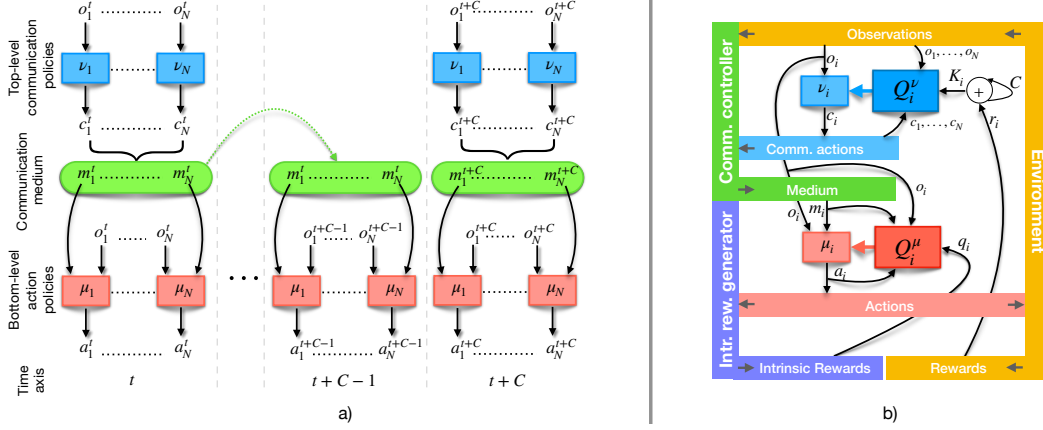 o_1^t ........ o_N^t
o_1^{t+C} ........ o_N^{t+C}
Top-level
communication
policies
ν_1 ........ ν_N
ν_1 ........ ν_N
c_1^t ........ c_N^t
c_1^{t+C} ........ c_N^{t+C}
Communication
medium
m_1^t ........ m_N^t
m_1^t ........ m_N^t
m_1^{t+C} ........ m_N^{t+C}
Bottom-level
action
policies
o_1^t ..... o_N^t
o_1^{t+C−1} ..... o_N^{t+C−1}
o_1^{t+C} ..... o_N^{t+C}
μ_1 ........ μ_N
• • •
μ_1 ........ μ_N
μ_1 ........ μ_N
a_1^t ........ a_N^t
a_1^{t+C−1} ........ a_N^{t+C−1}
a_1^{t+C} ........ a_N^{t+C}
Time
axis
t
t + C − 1
t + C
a)
Comm. controller
Intr. rew. generator
Observations
Environment
o_i
o_1, . . . , o_N
ν_i
Q_i^ν
K_i
+
C
r_i
c_i
c_1, . . . , c_N
Comm. actions
Medium
o_i
o_i
m_i
μ_i
Q_i^μ
q_i
a_i
Actions
Intrinsic Rewards
Rewards
b)